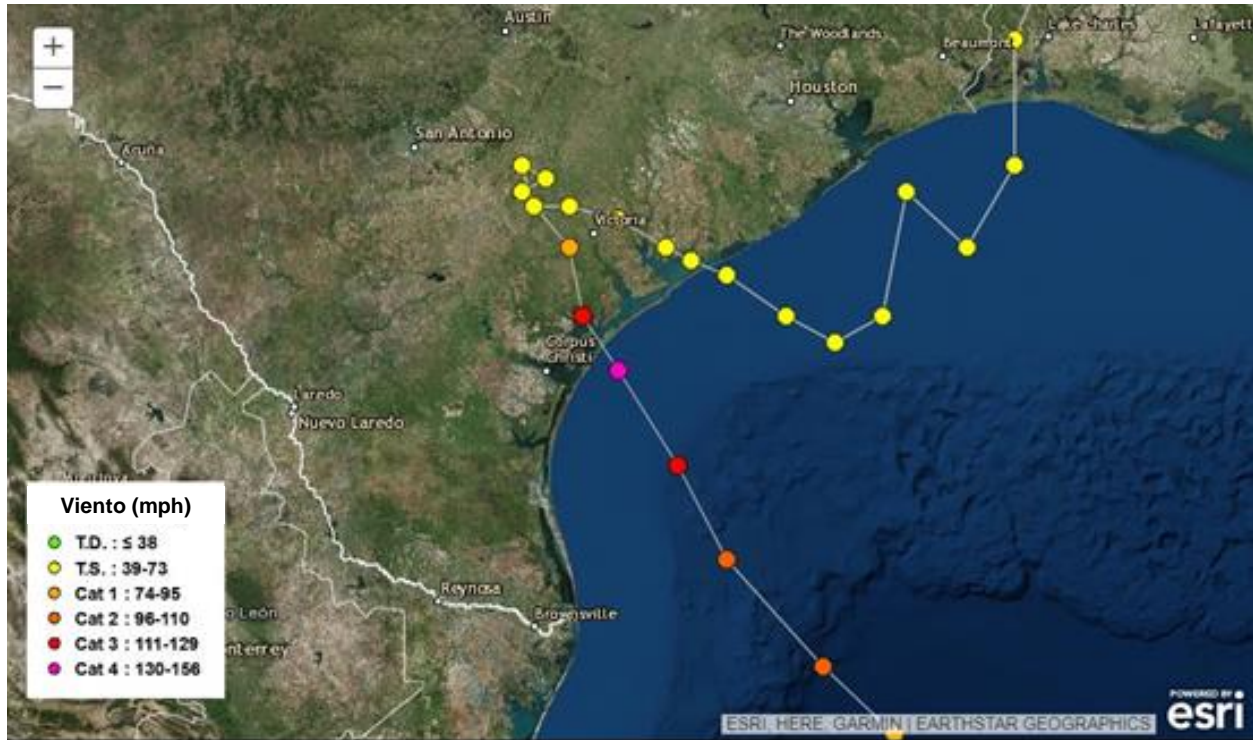 Austin
The Woodlands
Beaumont
Lake Charles
Houston
San Antonio
Acuña
Victoria
Corpus
Christi
Laredo
Nuevo Laredo
Reynosa
Brownsville
Viento (mph)
T.D. : ≤ 38
T.S. : 39-73
Cat 1 : 74-95
Cat 2 : 96-110
Cat 3 : 111-129
Cat 4 : 130-156
o León
nterrey
ESRI, HERE, GARMIN | EARTHSTAR GEOGRAPHICS
POWERED BY
esri
+
−
Lafayett